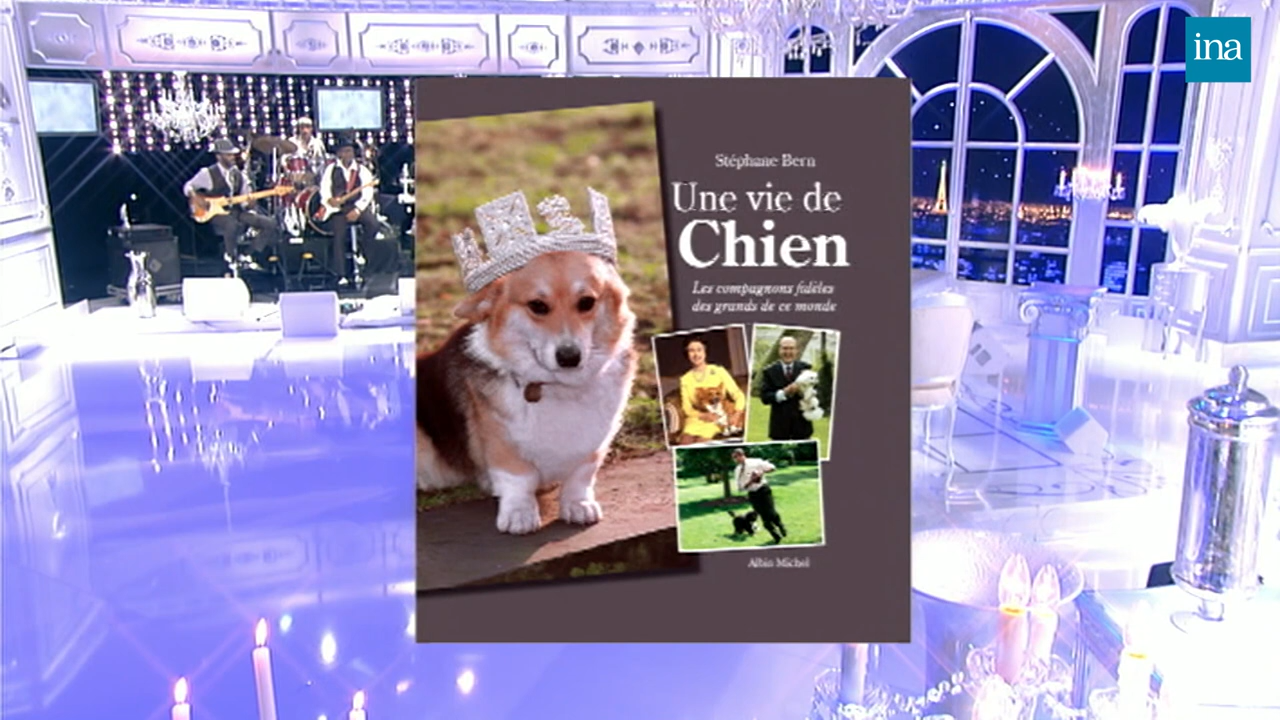 ina
Stéphane Bern
Une vie de
Chien
Les compagnons fidèles
des grands de ce monde
Albin Michel